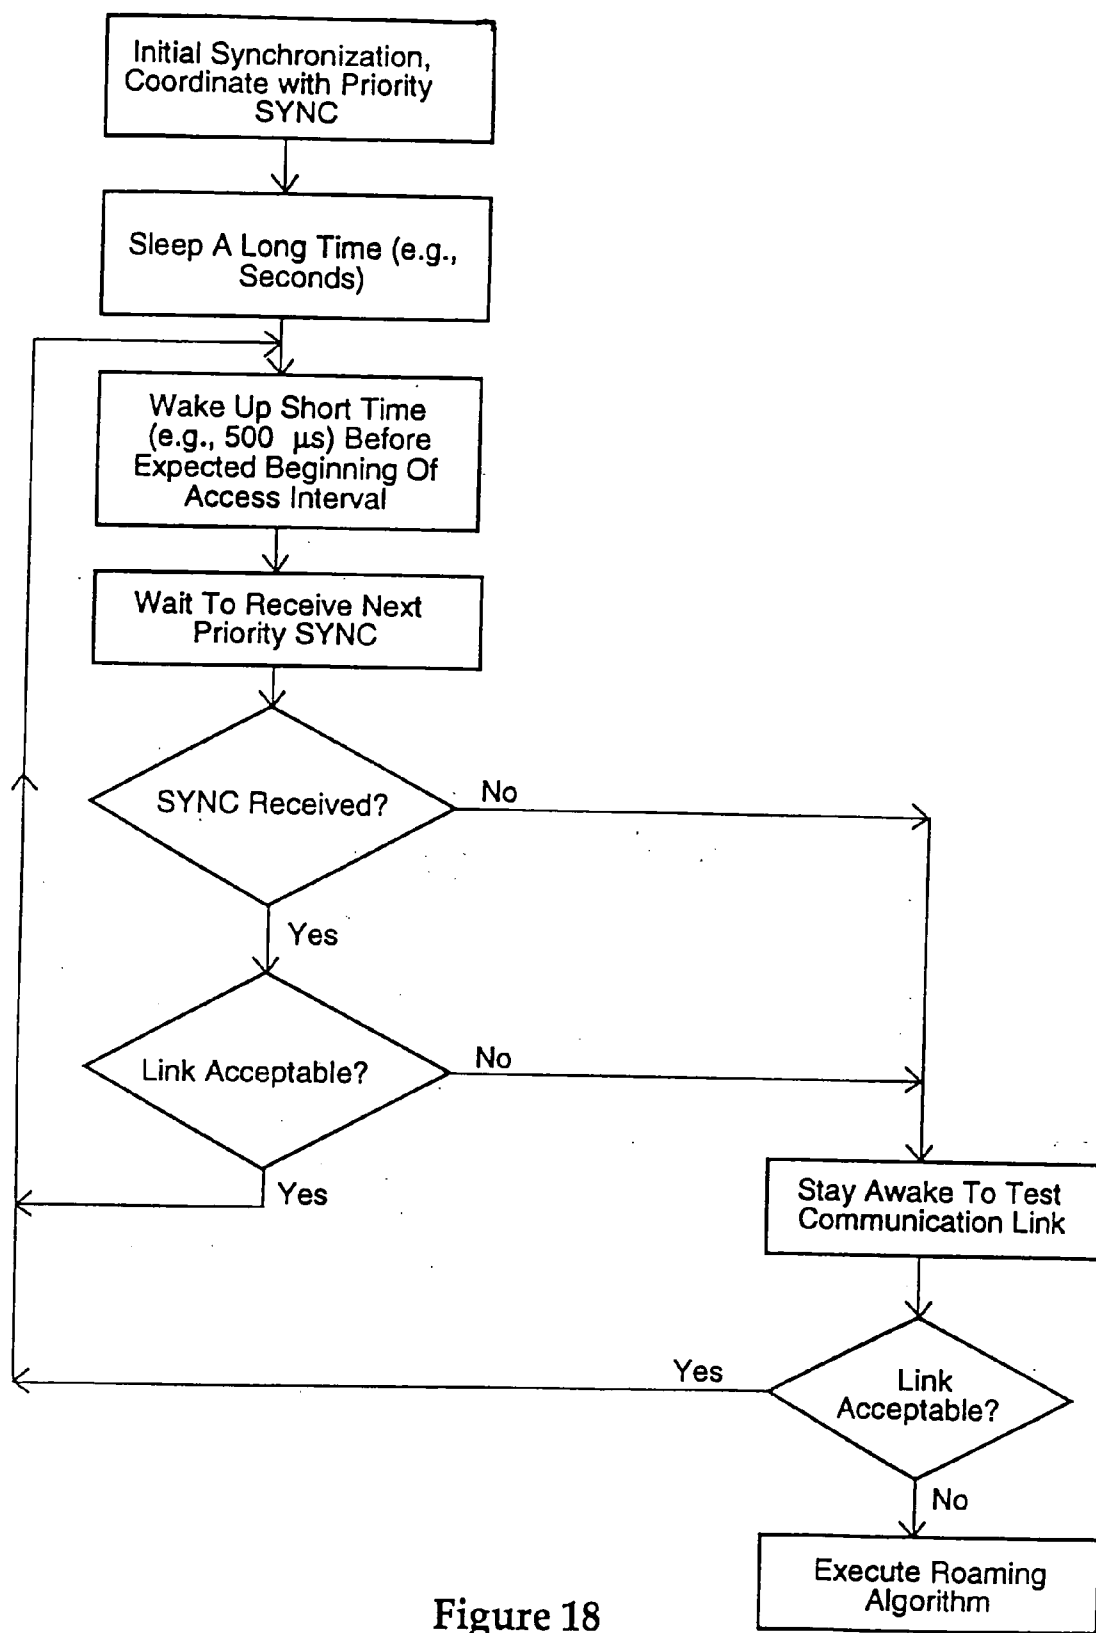 Initial Synchronization,
Coordinate with Priority
SYNC
Sleep A Long Time (e.g.,
Seconds)
Wake Up Short Time
(e.g., 500 µs) Before
Expected Beginning Of
Access Interval
Wait To Receive Next
Priority SYNC
SYNC Received?
No
Yes
Link Acceptable?
No
Yes
Stay Awake To Test
Communication Link
Link
Acceptable?
Yes
No
Execute Roaming
Algorithm
Figure 18